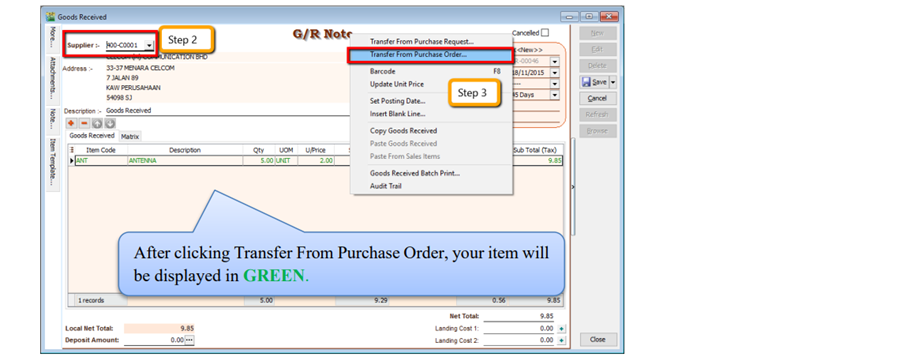 Goods Received
More...
Attachments...
Note...
Item Template...
Supplier :- 400-C0001
Step 2
G/R Note
Cancelled
CELCOM (M) COMMUNICATION BHD
Address :- 33-37 MENARA CELCOM
7 JALAN 89
KAW PERUSAHAAN
54098 SJ
<<New>>
-00046
18/11/2015
45 Days
Description :- Goods Received
Transfer From Purchase Request...
Transfer From Purchase Order...
Barcode F8
Update Unit Price
Step 3
Set Posting Date...
Insert Blank Line...
Copy Goods Received
Paste Goods Received
Paste From Sales Items
Goods Received Batch Print...
Audit Trail
New
Edit
Delete
Save
Cancel
Refresh
Browse
Goods Received Matrix
Item Code Description Qty UOM U/Price Sub Total (Tax)
ANT ANTENNA 5.00 UNIT 2.00 9.85
After clicking Transfer From Purchase Order, your item will
be displayed in GREEN.
1 records 5.00 9.29 0.56 9.85
Net Total: 9.85
Local Net Total: 9.85 Landing Cost 1: 0.00
Deposit Amount: 0.00 Landing Cost 2: 0.00
Close